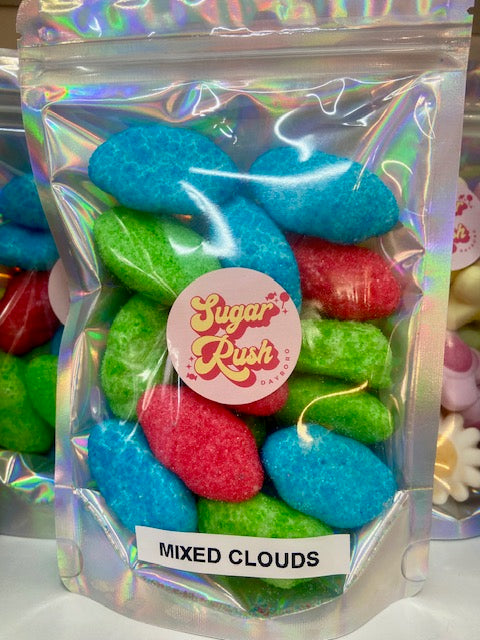 Sugar
Rush
DAYBORO
MIXED CLOUDS